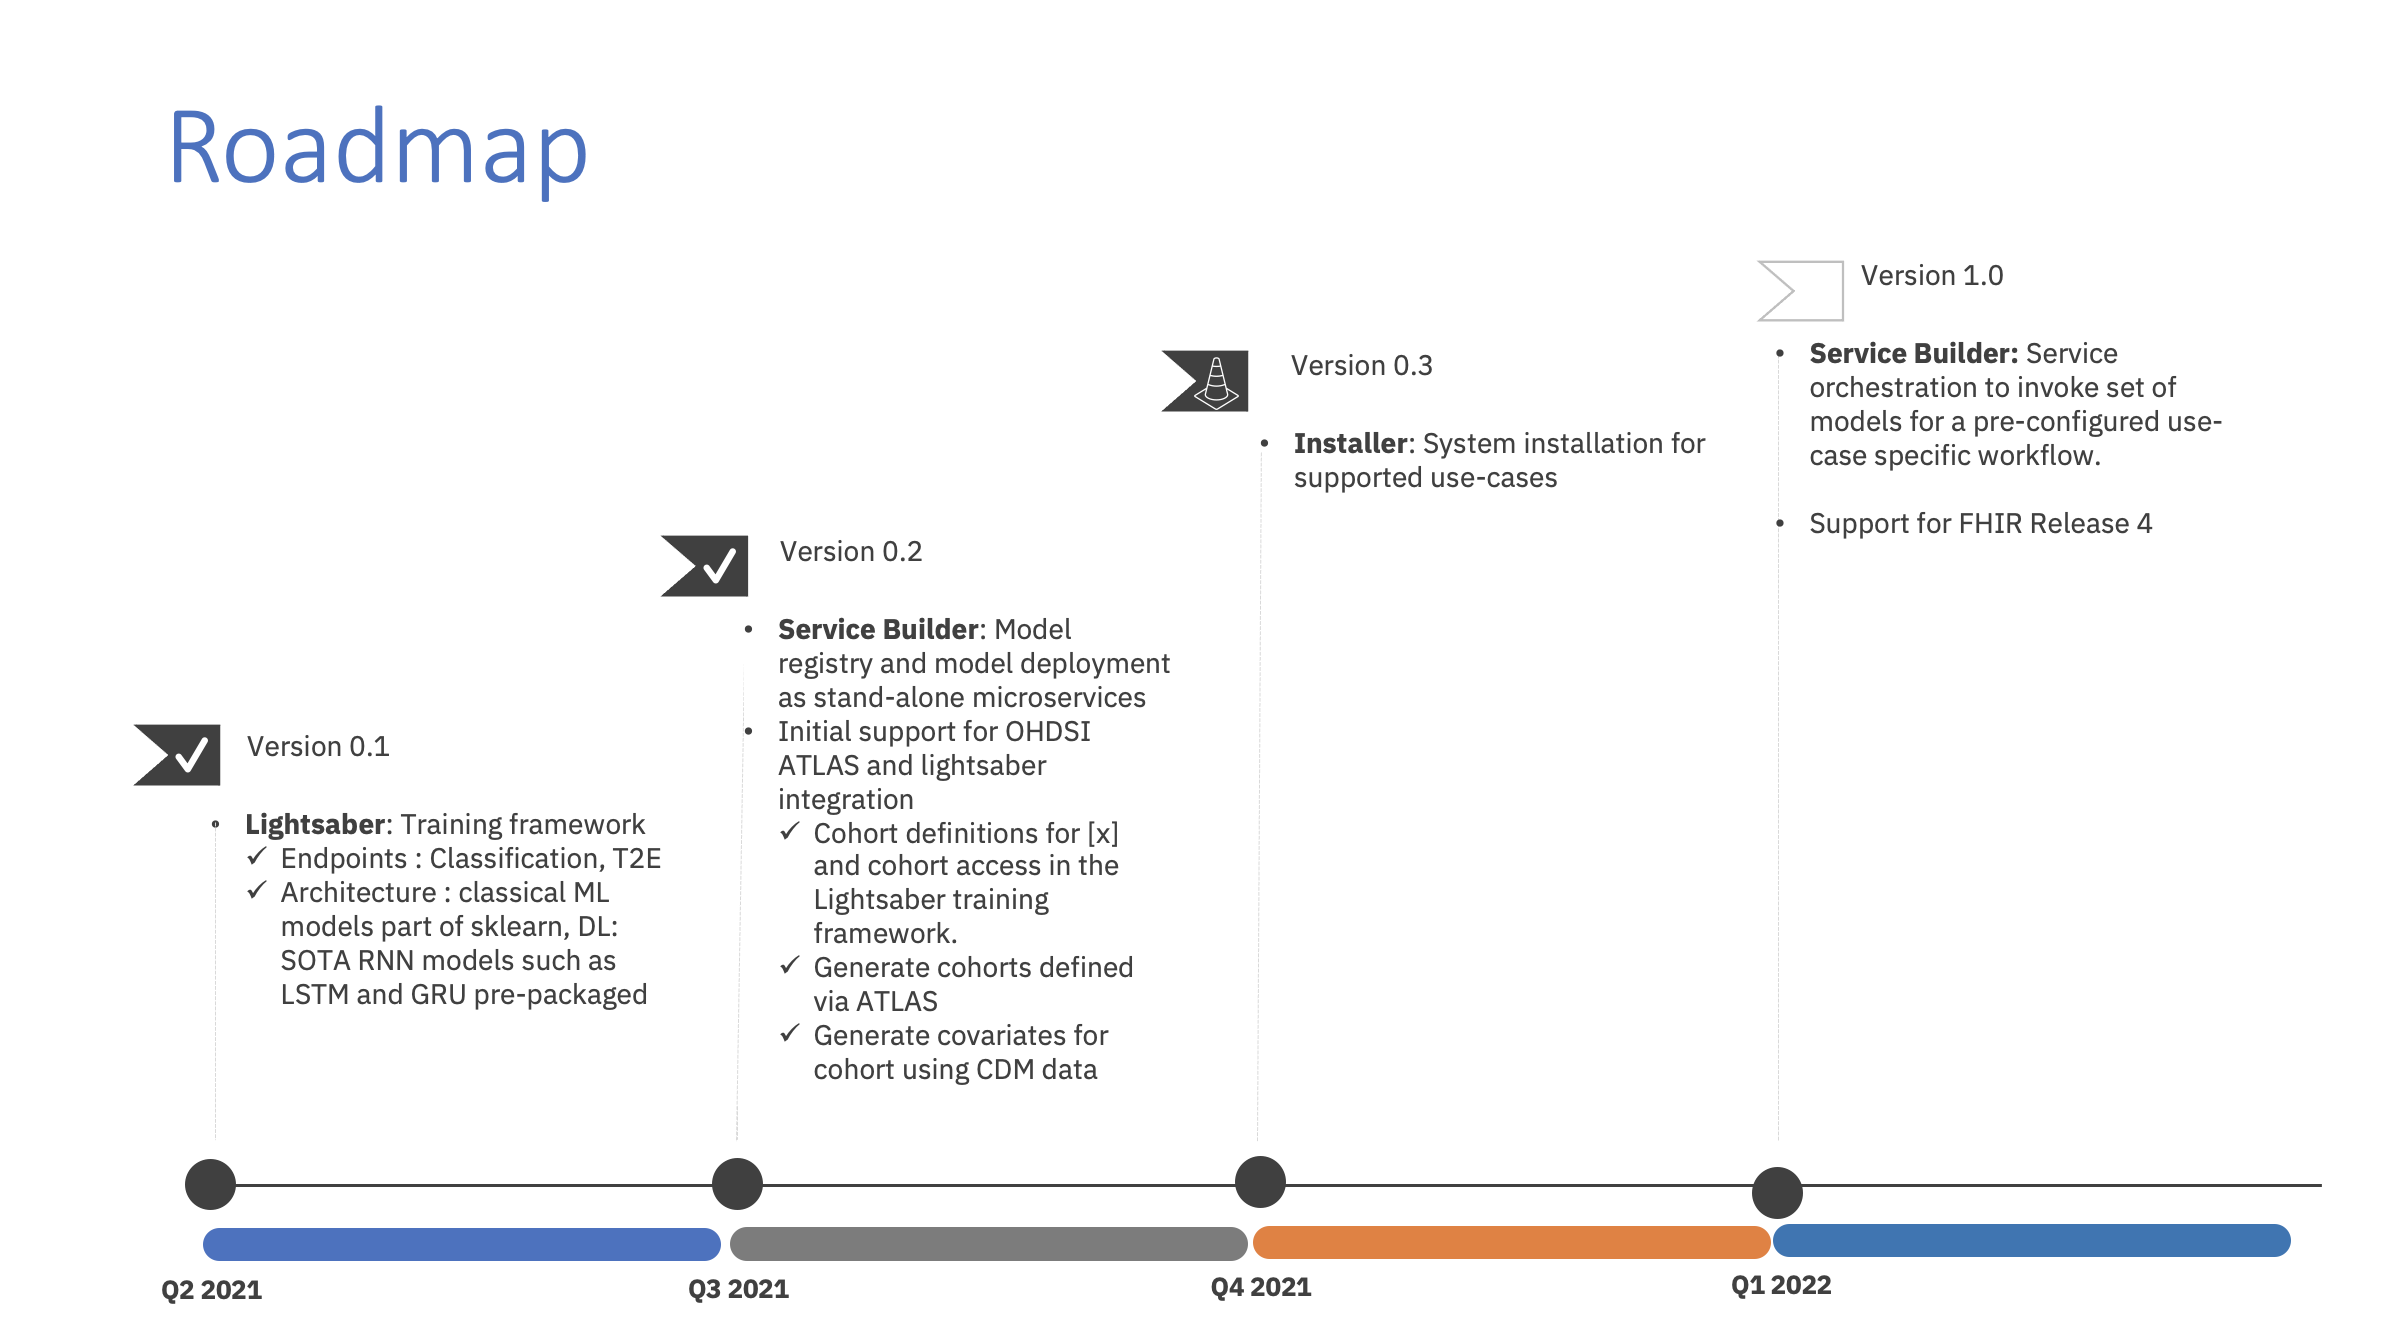 Roadmap
Version 0.1
• Lightsaber: Training framework
✓ Endpoints : Classification, T2E
✓ Architecture : classical ML
models part of sklearn, DL:
SOTA RNN models such as
LSTM and GRU pre-packaged
Version 0.2
• Service Builder: Model
registry and model deployment
as stand-alone microservices
• Initial support for OHDSI
ATLAS and lightsaber
integration
✓ Cohort definitions for [x]
and cohort access in the
Lightsaber training
framework.
✓ Generate cohorts defined
via ATLAS
✓ Generate covariates for
cohort using CDM data
Version 0.3
• Installer: System installation for
supported use-cases
Version 1.0
• Service Builder: Service
orchestration to invoke set of
models for a pre-configured use-
case specific workflow.
• Support for FHIR Release 4
Q2 2021
Q3 2021
Q4 2021
Q1 2022